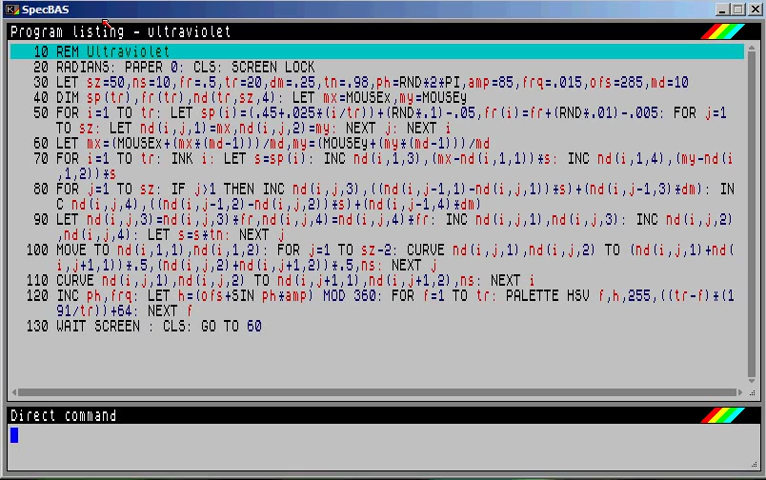 SpecBAS
Program listing - ultraviolet
10 REM Ultraviolet
20 RADIANS: PAPER 0: CLS: SCREEN LOCK
30 LET sz=50,ns=10,fr=.5,tr=20,dm=.25,tn=.98,ph=RND*2*PI,amp=85,frq=.015,ofs=285,md=10
40 DIM sp(tr),fr(tr),nd(tr,sz,4): LET mx=MOUSEx,my=MOUSEy
50 FOR i=1 TO tr: LET sp(i)=(.45+.025*(i/tr))+(RND*.1)-.05,fr(i)=fr+(RND*.01)-.005: FOR j=1
TO sz: LET nd(i,j,1)=mx,nd(i,j,2)=my: NEXT j: NEXT i
60 LET mx=(MOUSEx+(mx*(md-1)))/md,my=(MOUSEy+(my*(md-1)))/md
70 FOR i=1 TO tr: INK i: LET s=sp(i): INC nd(i,1,3),(mx-nd(i,1,1))*s: INC nd(i,1,4),(my-nd(i
,1,2))*s
80 FOR j=1 TO sz: IF j>1 THEN INC nd(i,j,3),((nd(i,j-1,1)-nd(i,j,1))*s)+(nd(i,j-1,3)*dm): IN
C nd(i,j,4),((nd(i,j-1,2)-nd(i,j,2))*s)+(nd(i,j-1,4)*dm)
90 LET nd(i,j,3)=nd(i,j,3)*fr,nd(i,j,4)=nd(i,j,4)*fr: INC nd(i,j,1),nd(i,j,3): INC nd(i,j,2)
,nd(i,j,4): LET s=s*tn: NEXT j
100 MOVE TO nd(i,1,1),nd(i,1,2): FOR j=1 TO sz-2: CURVE nd(i,j,1),nd(i,j,2) TO (nd(i,j,1)+nd(
i,j+1,1))*.5,(nd(i,j,2)+nd(i,j+1,2))*.5,ns: NEXT j
110 CURVE nd(i,j,1),nd(i,j,2) TO nd(i,j+1,1),nd(i,j+1,2),ns: NEXT i
120 INC ph,frq: LET h=(ofs+SIN ph*amp) MOD 360: FOR f=1 TO tr: PALETTE HSV f,h,255,((tr-f)*(1
91/tr))+64: NEXT f
130 WAIT SCREEN : CLS: GO TO 60
Direct command